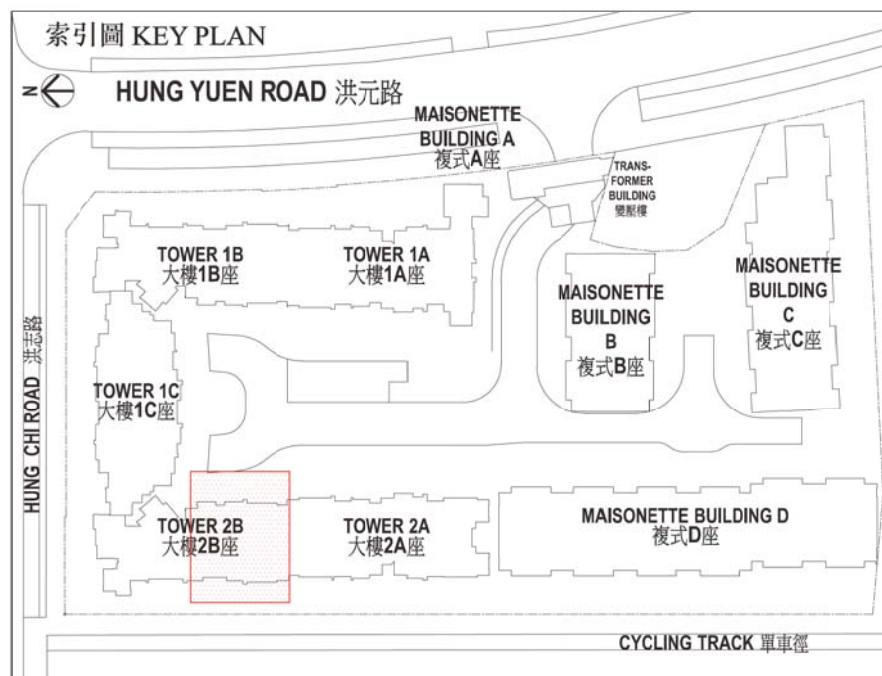 索引圖 KEY PLAN
N
HUNG YUEN ROAD 洪元路
MAISONETTE
BUILDING A
複式A座
TRANS-
FORMER
BUILDING
變壓樓
TOWER 1B
大樓1B座
TOWER 1A
大樓1A座
MAISONETTE
BUILDING
B
複式B座
MAISONETTE
BUILDING
C
複式C座
HUNG CHI ROAD 洪志路
TOWER 1C
大樓1C座
TOWER 2B
大樓2B座
TOWER 2A
大樓2A座
MAISONETTE BUILDING D
複式D座
CYCLING TRACK 單車徑